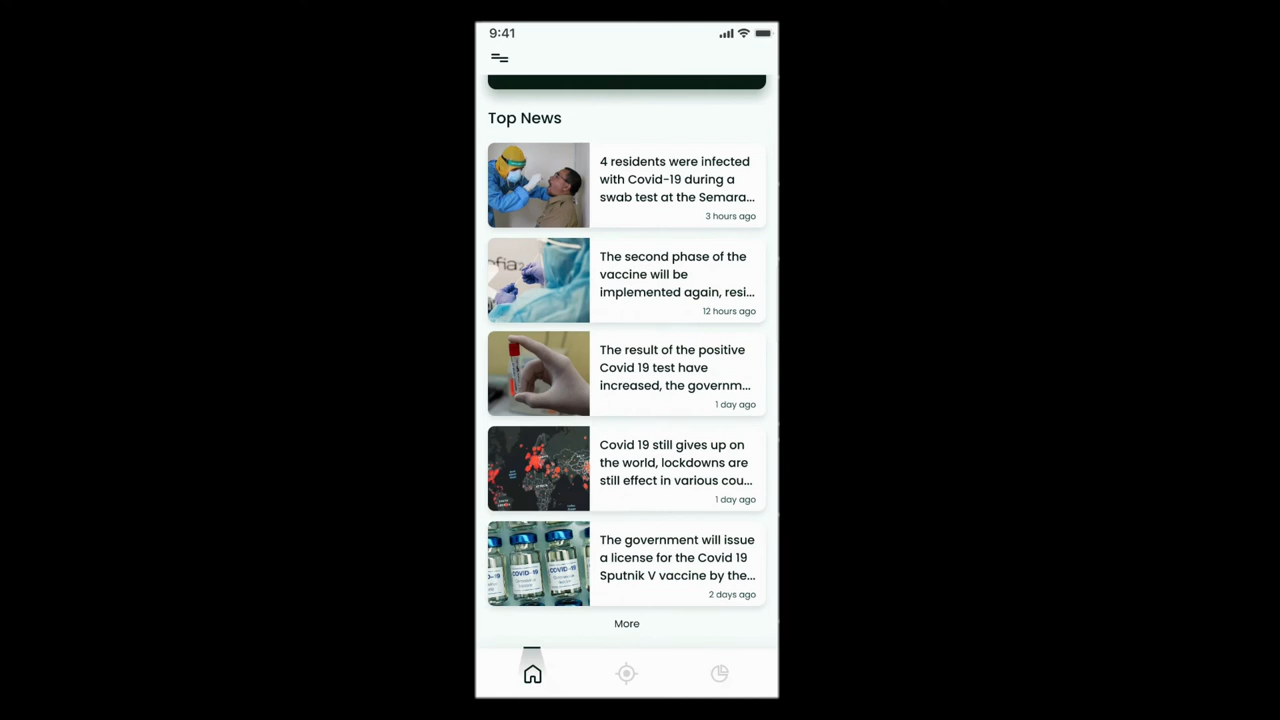 9:41
Top News
4 residents were infected
with Covid-19 during a
swab test at the Semara...
3 hours ago
The second phase of the
vaccine will be
implemented again, resi...
12 hours ago
The result of the positive
Covid 19 test have
increased, the governm...
1 day ago
Covid 19 still gives up on
the world, lockdowns are
still effect in various cou...
1 day ago
COVID-19
COVID-19
The government will issue
a license for the Covid 19
Sputnik V vaccine by the...
2 days ago
More